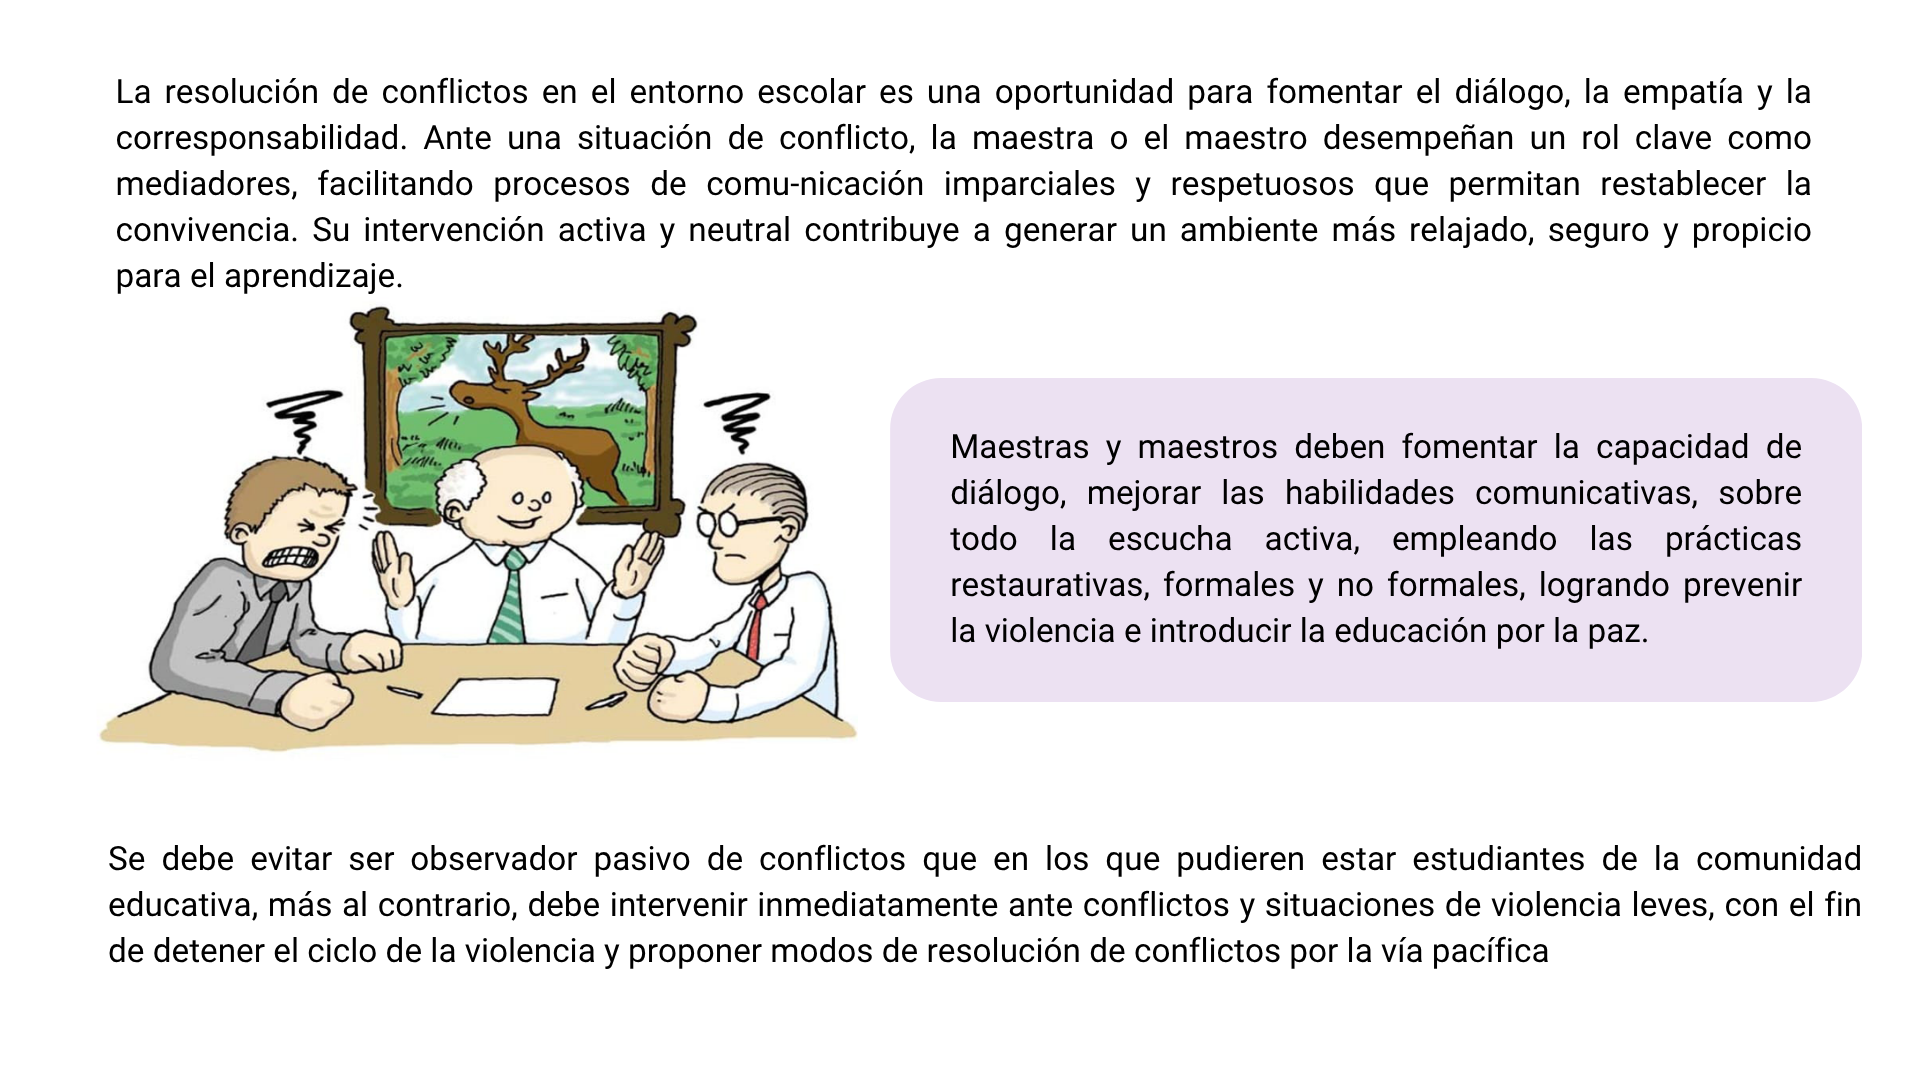 La resolución de conflictos en el entorno escolar es una oportunidad para fomentar el diálogo, la empatía y la
corresponsabilidad. Ante una situación de conflicto, la maestra o el maestro desempeñan un rol clave como
mediadores, facilitando procesos de comu-nicación imparciales y respetuosos que permitan restablecer la
convivencia. Su intervención activa y neutral contribuye a generar un ambiente más relajado, seguro y propicio
para el aprendizaje.
Maestras y maestros deben fomentar la capacidad de
diálogo, mejorar las habilidades comunicativas, sobre
todo la escucha activa, empleando las prácticas
restaurativas, formales y no formales, logrando prevenir
la violencia e introducir la educación por la paz.
Se debe evitar ser observador pasivo de conflictos que en los que pudieren estar estudiantes de la comunidad
educativa, más al contrario, debe intervenir inmediatamente ante conflictos y situaciones de violencia leves, con el fin
de detener el ciclo de la violencia y proponer modos de resolución de conflictos por la vía pacífica